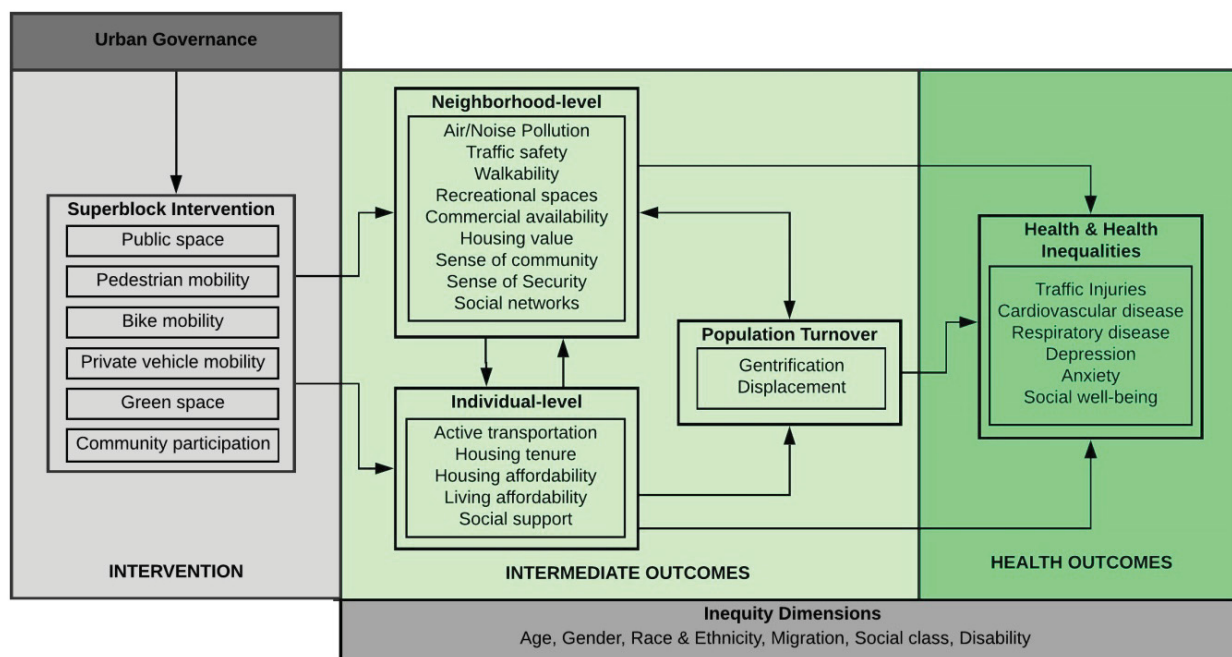 Urban Governance
Superblock Intervention
Public space
Pedestrian mobility
Bike mobility
Private vehicle mobility
Green space
Community participation
INTERVENTION
Neighborhood-level
Air/Noise Pollution
Traffic safety
Walkability
Recreational spaces
Commercial availability
Housing value
Sense of community
Sense of Security
Social networks
Individual-level
Active transportation
Housing tenure
Housing affordability
Living affordability
Social support
Population Turnover
Gentrification
Displacement
INTERMEDIATE OUTCOMES
Health & Health
Inequalities
Traffic Injuries
Cardiovascular disease
Respiratory disease
Depression
Anxiety
Social well-being
HEALTH OUTCOMES
Inequity Dimensions
Age, Gender, Race & Ethnicity, Migration, Social class, Disability